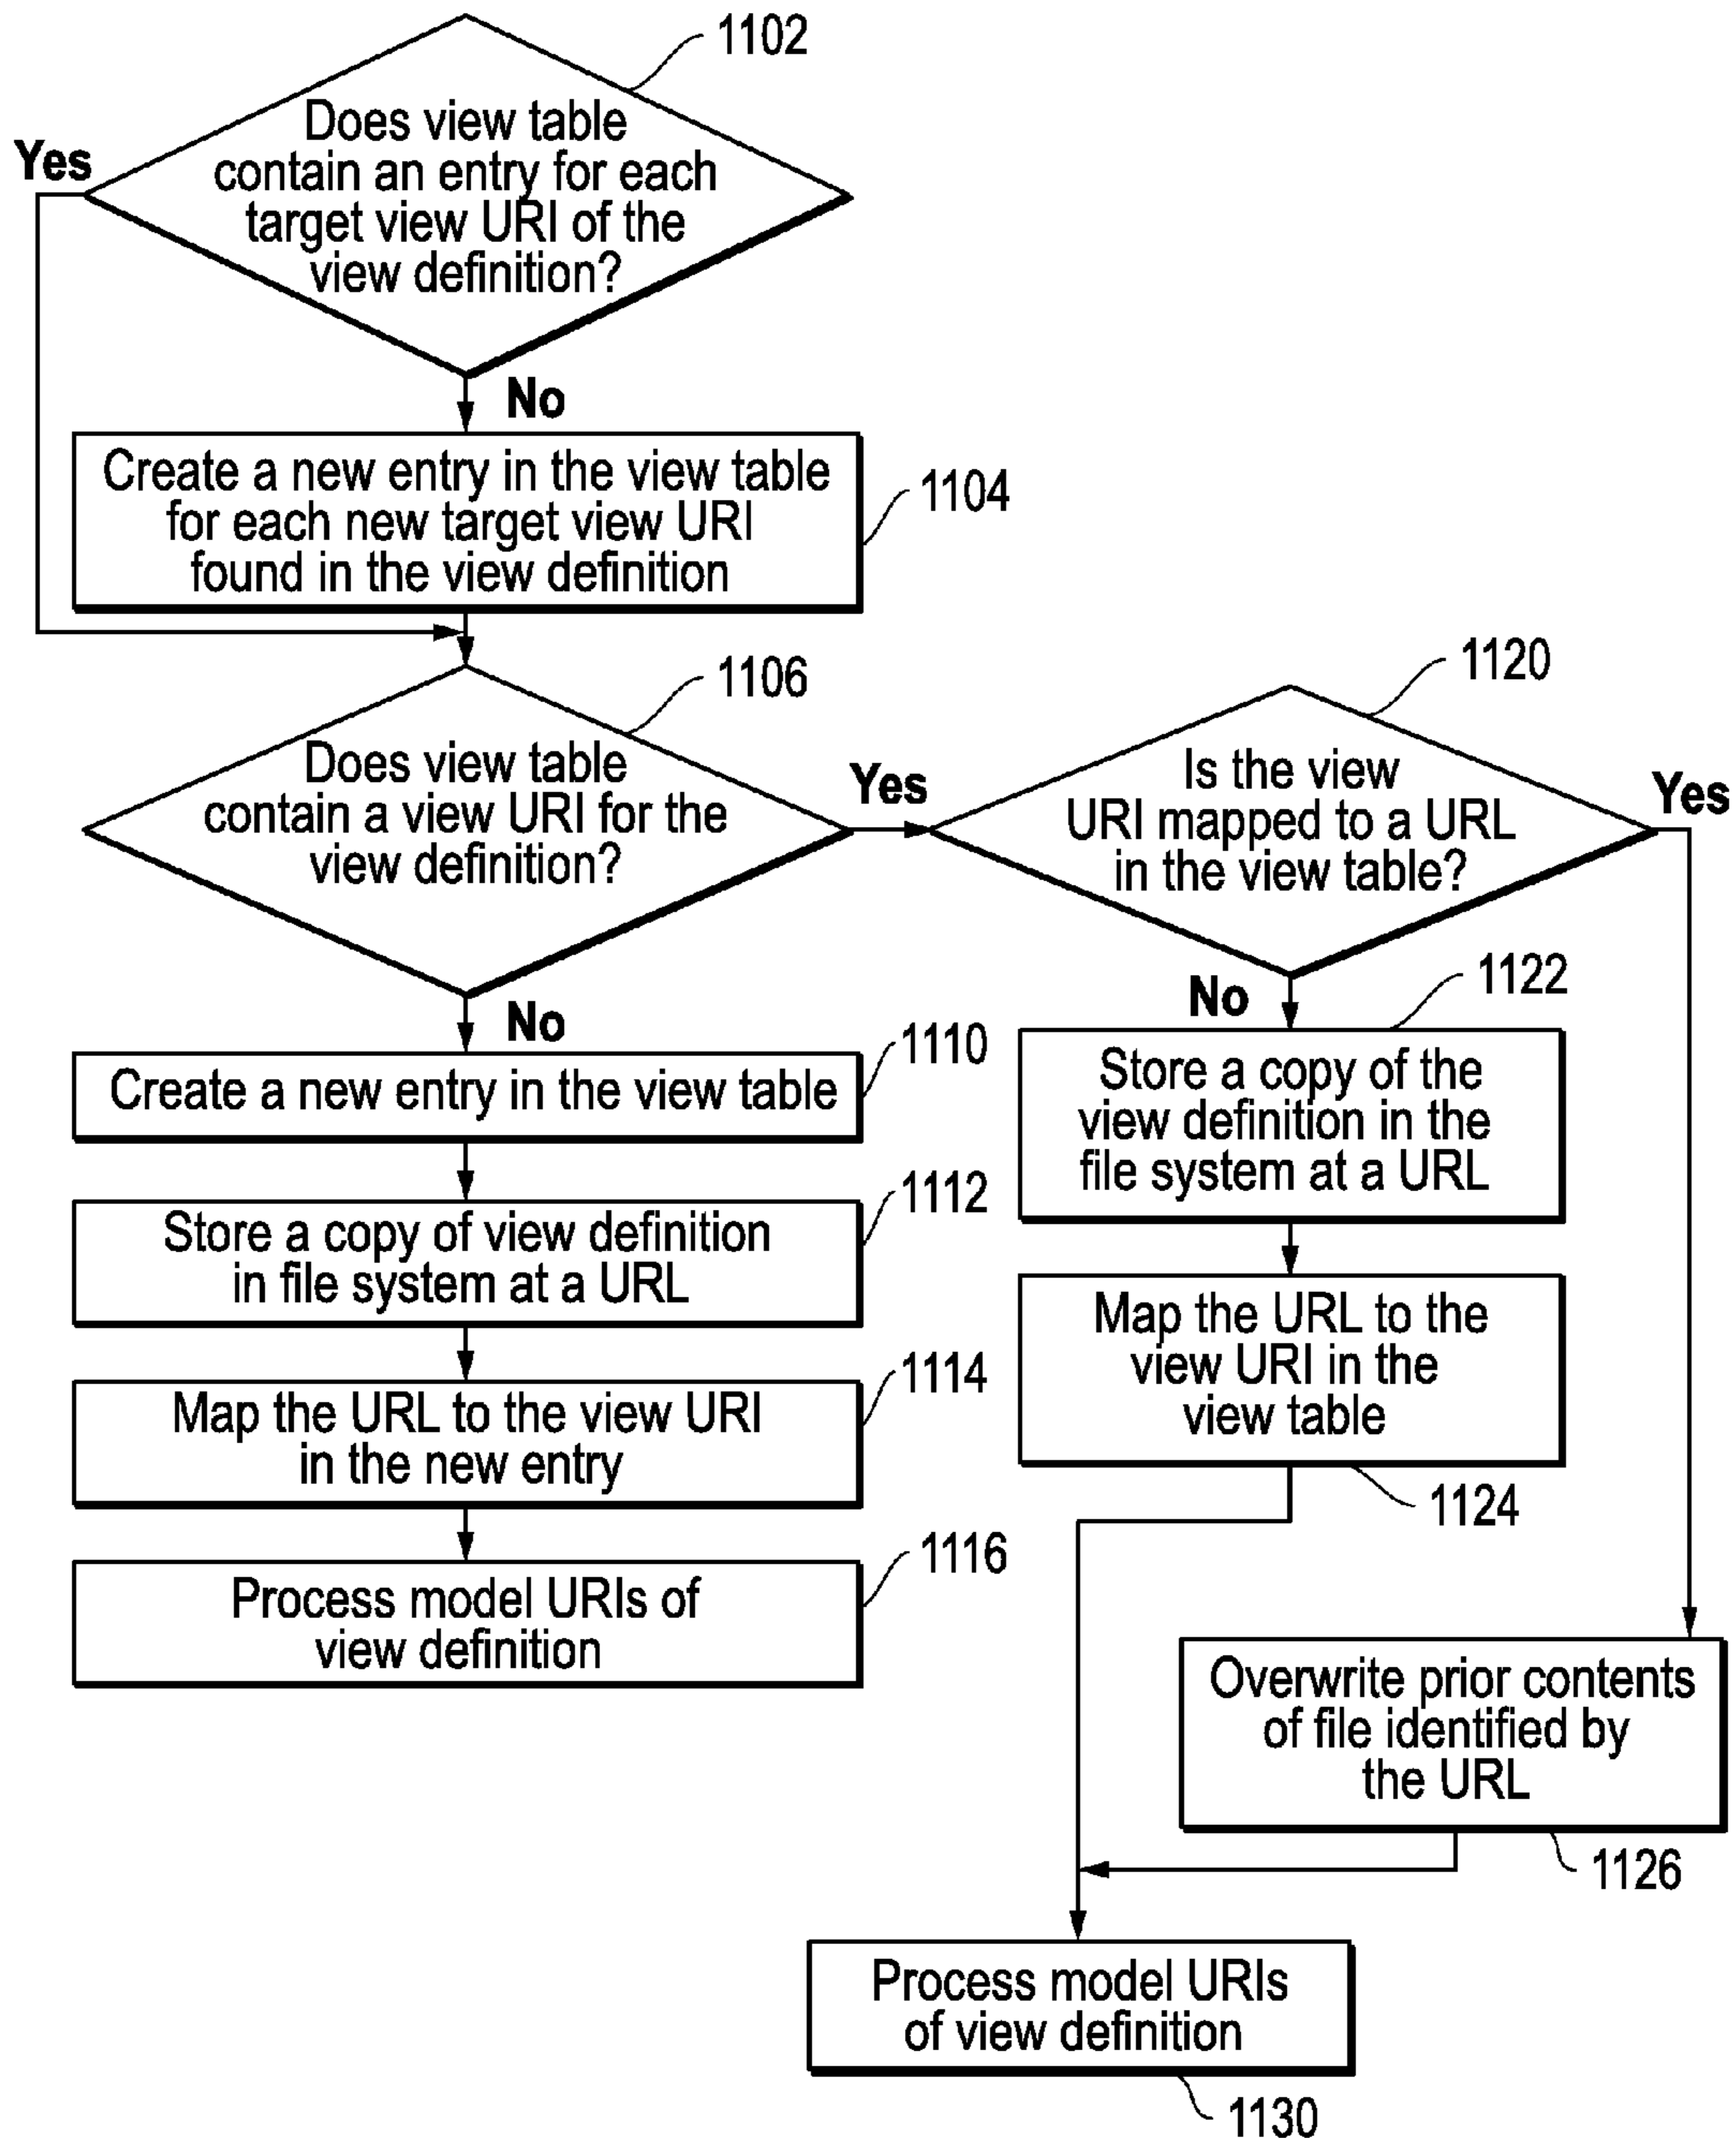 1102
Does view table
contain an entry for each
target view URI of the
view definition?
Yes
No
Create a new entry in the view table
for each new target view URI
found in the view definition
1104
1106
Does view table
contain a view URI for the
view definition?
Yes
No
1120
Is the view
URI mapped to a URL
in the view table?
Yes
No
1110
Create a new entry in the view table
1112
Store a copy of view definition
in file system at a URL
1114
Map the URL to the view URI
in the new entry
1116
Process model URIs of
view definition
1122
Store a copy of the
view definition in the
file system at a URL
Map the URL to the
view URI in the
view table
1124
Overwrite prior contents
of file identified by
the URL
1126
Process model URIs
of view definition
1130